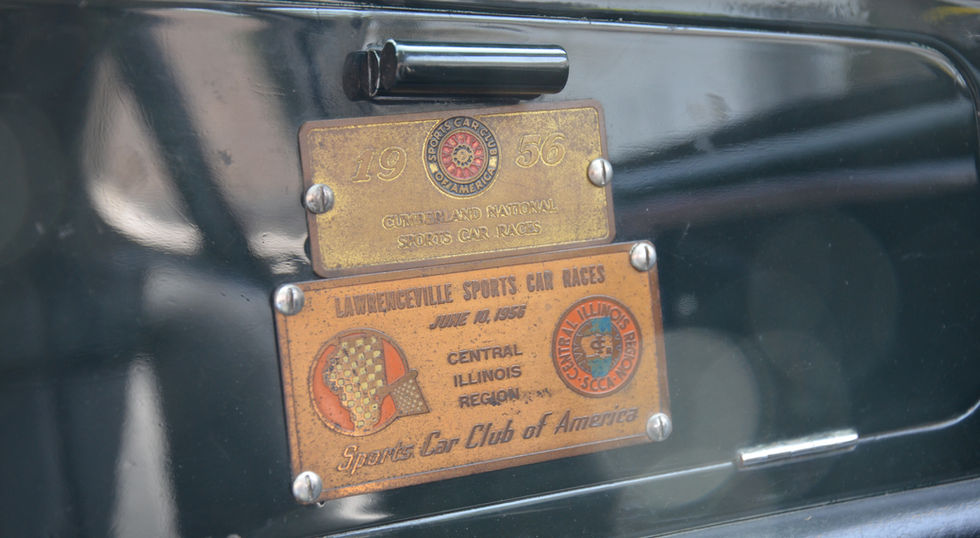 19 56
SPORTS CAR CLUB
OF AMERICA
CUMBERLAND NATIONAL
SPORTS CAR RACES
LAWRENCEVILLE SPORTS CAR RACES
JUNE 10, 1956
CENTRAL
ILLINOIS
REGION
CENTRAL ILLINOIS REGION
SCCA
Sports Car Club of America